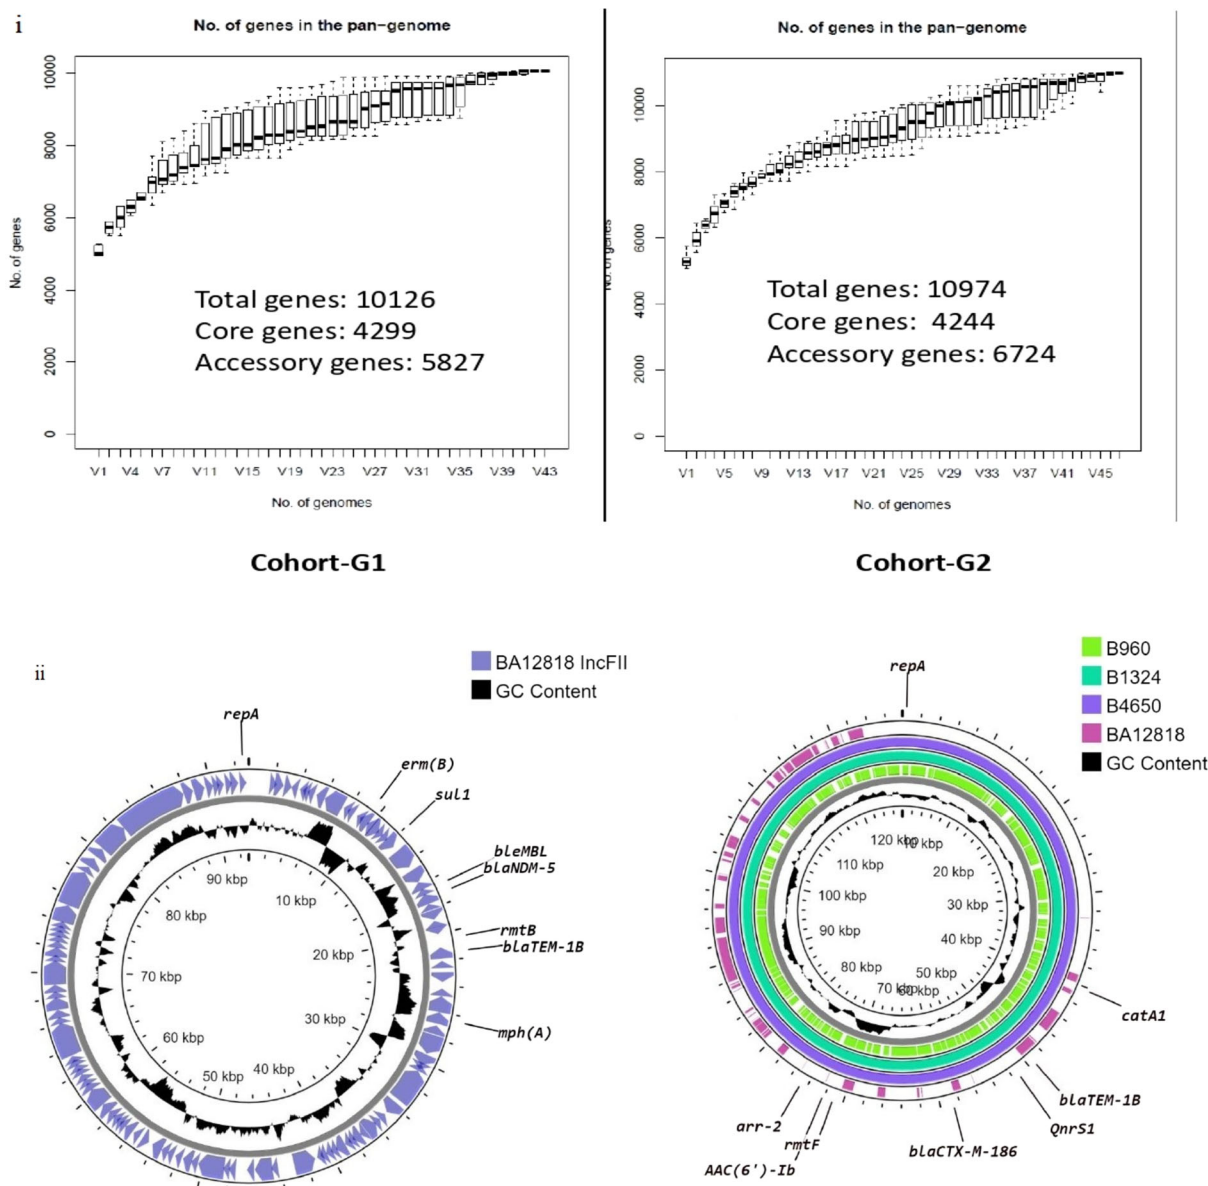 i
No. of genes in the pan-genome
No. of genes
10000
8000
6000
4000
2000
0
Total genes: 10126
Core genes: 4299
Accessory genes: 5827
V1 V4 V7 V11 V15 V19 V23 V27 V31 V35 V39 V43
No. of genomes
Cohort-G1
No. of genes in the pan-genome
10000
8000
6000
4000
2000
0
Total genes: 10974
Core genes: 4244
Accessory genes: 6724
V1 V5 V9 V13 V17 V21 V25 V29 V33 V37 V41 V45
No. of genomes
Cohort-G2
ii
BA12818 IncFII
GC Content
repA
erm(B)
sul1
bleMBL
blaNDM-5
rmtB
blaTEM-1B
mph(A)
90 kbp
10 kbp
80 kbp
20 kbp
70 kbp
30 kbp
60 kbp
50 kbp
40 kbp
B960
B1324
B4650
BA12818
GC Content
repA
120 kbp
10 kbp
110 kbp
20 kbp
100 kbp
30 kbp
90 kbp
40 kbp
80 kbp
50 kbp
70 kbp
60 kbp
catA1
blaTEM-1B
QnrS1
blaCTX-M-186
rmtF
AAC(6')-Ib
arr-2